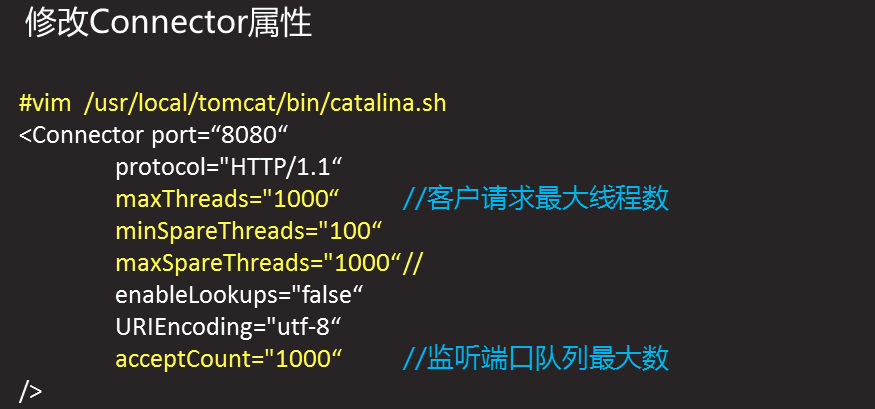 修改Connector属性
#vim /usr/local/tomcat/bin/catalina.sh
<Connector port=“8080“
protocol="HTTP/1.1“
maxThreads="1000“ //客户请求最大线程数
minSpareThreads="100“
maxSpareThreads="1000“//
enableLookups="false“
URIEncoding="utf-8“
acceptCount="1000“ //监听端口队列最大数
/>